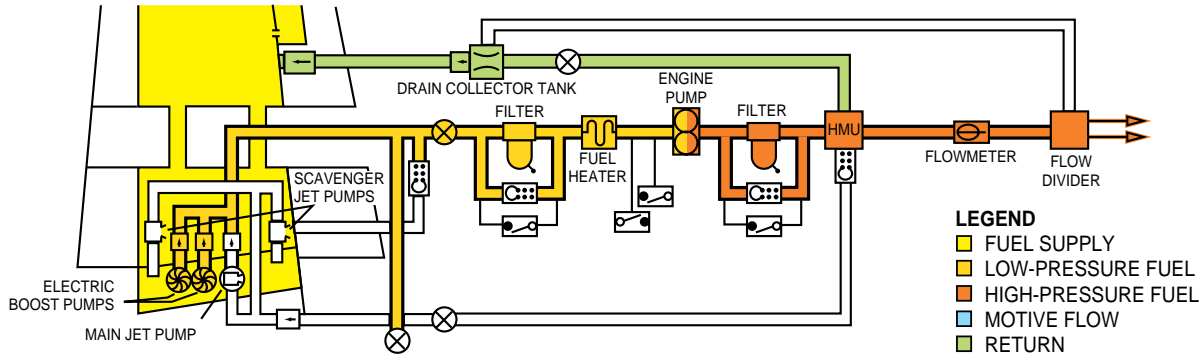 DRAIN COLLECTOR TANK
ENGINE
PUMP
FILTER
FILTER
HMU
FUEL
HEATER
FLOWMETER
FLOW
DIVIDER
SCAVENGER
JET PUMPS
ELECTRIC
BOOST PUMPS
MAIN JET PUMP
LEGEND
FUEL SUPPLY
LOW-PRESSURE FUEL
HIGH-PRESSURE FUEL
MOTIVE FLOW
RETURN